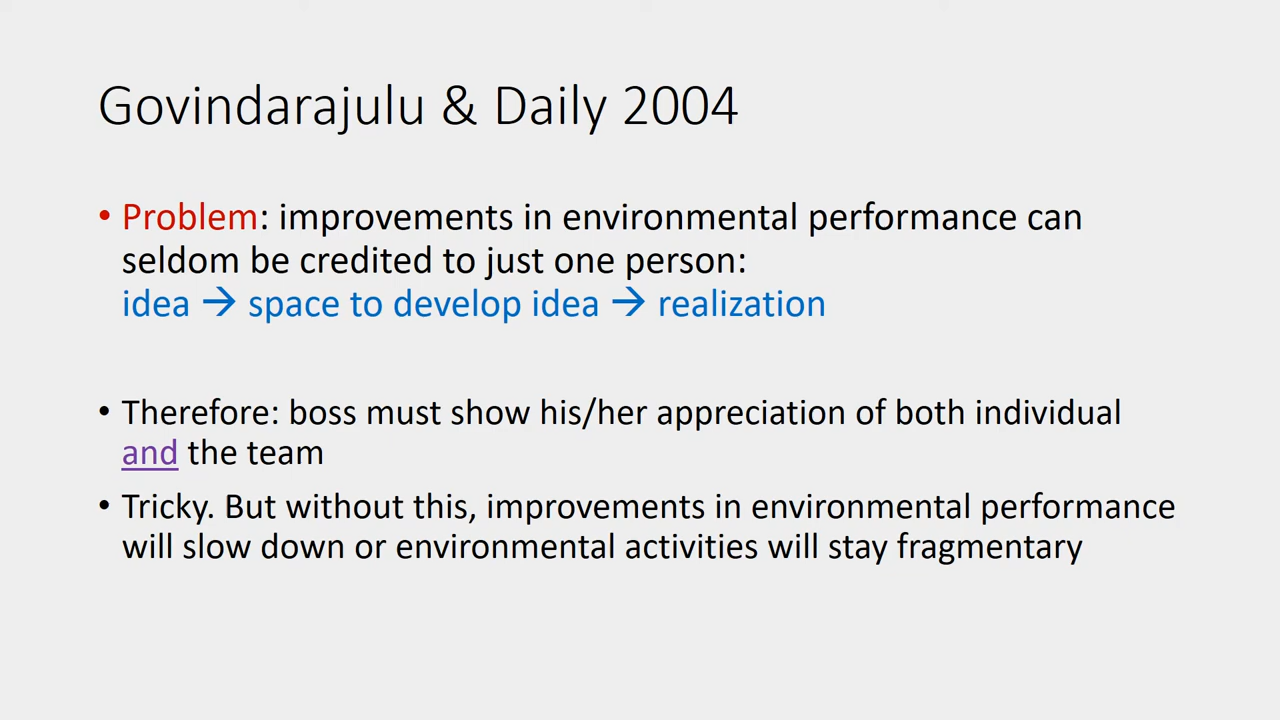 Govindarajulu & Daily 2004
• Problem: improvements in environmental performance can
seldom be credited to just one person:
idea → space to develop idea → realization
• Therefore: boss must show his/her appreciation of both individual
and the team
• Tricky. But without this, improvements in environmental performance
will slow down or environmental activities will stay fragmentary